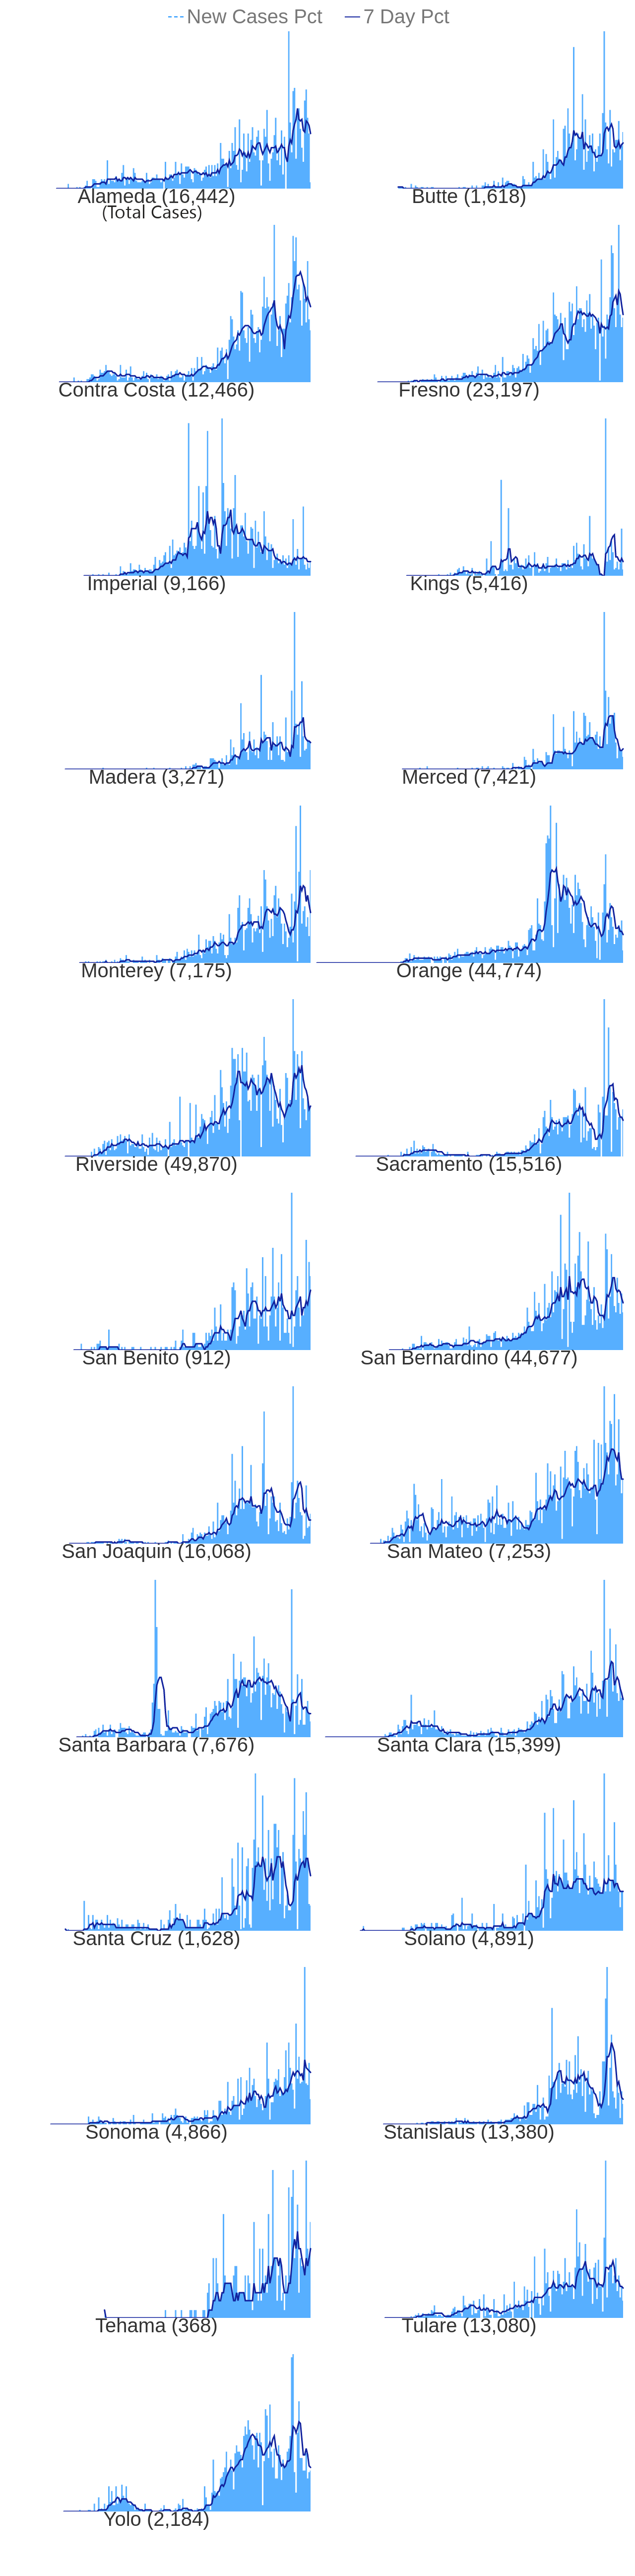 New Cases Pct 7 Day Pct
Alameda (16,442) Butte (1,618)
(Total Cases)
Contra Costa (12,466) Fresno (23,197)
Imperial (9,166) Kings (5,416)
Madera (3,271) Merced (7,421)
Monterey (7,175) Orange (44,774)
Riverside (49,870) Sacramento (15,516)
San Benito (912) San Bernardino (44,677)
San Joaquin (16,068) San Mateo (7,253)
Santa Barbara (7,676) Santa Clara (15,399)
Santa Cruz (1,628) Solano (4,891)
Sonoma (4,866) Stanislaus (13,380)
Tehama (368) Tulare (13,080)
Yolo (2,184)